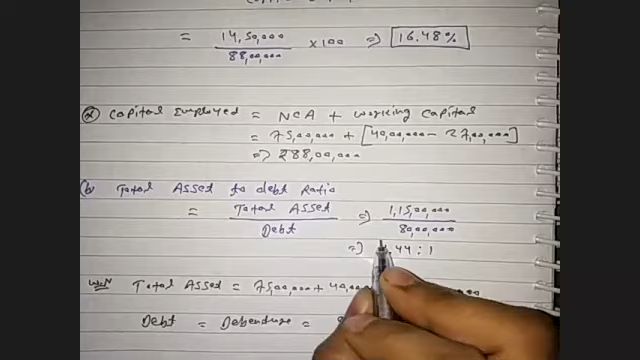 = 14,50,000 / 88,00,000 × 100 => 16.48%
(*) Capital Employed = NCA + working Capital
= 75,00,000 + [40,00,000 - 27,00,000]
=> ₹88,00,000
(b) Total Asset to debt Ratio
= Total Asset / Debt => 1,15,00,000 / 80,00,000
=> .44 : 1
W.N Total Asset = 75,00,000 + 40,00
Debt = Debenture =